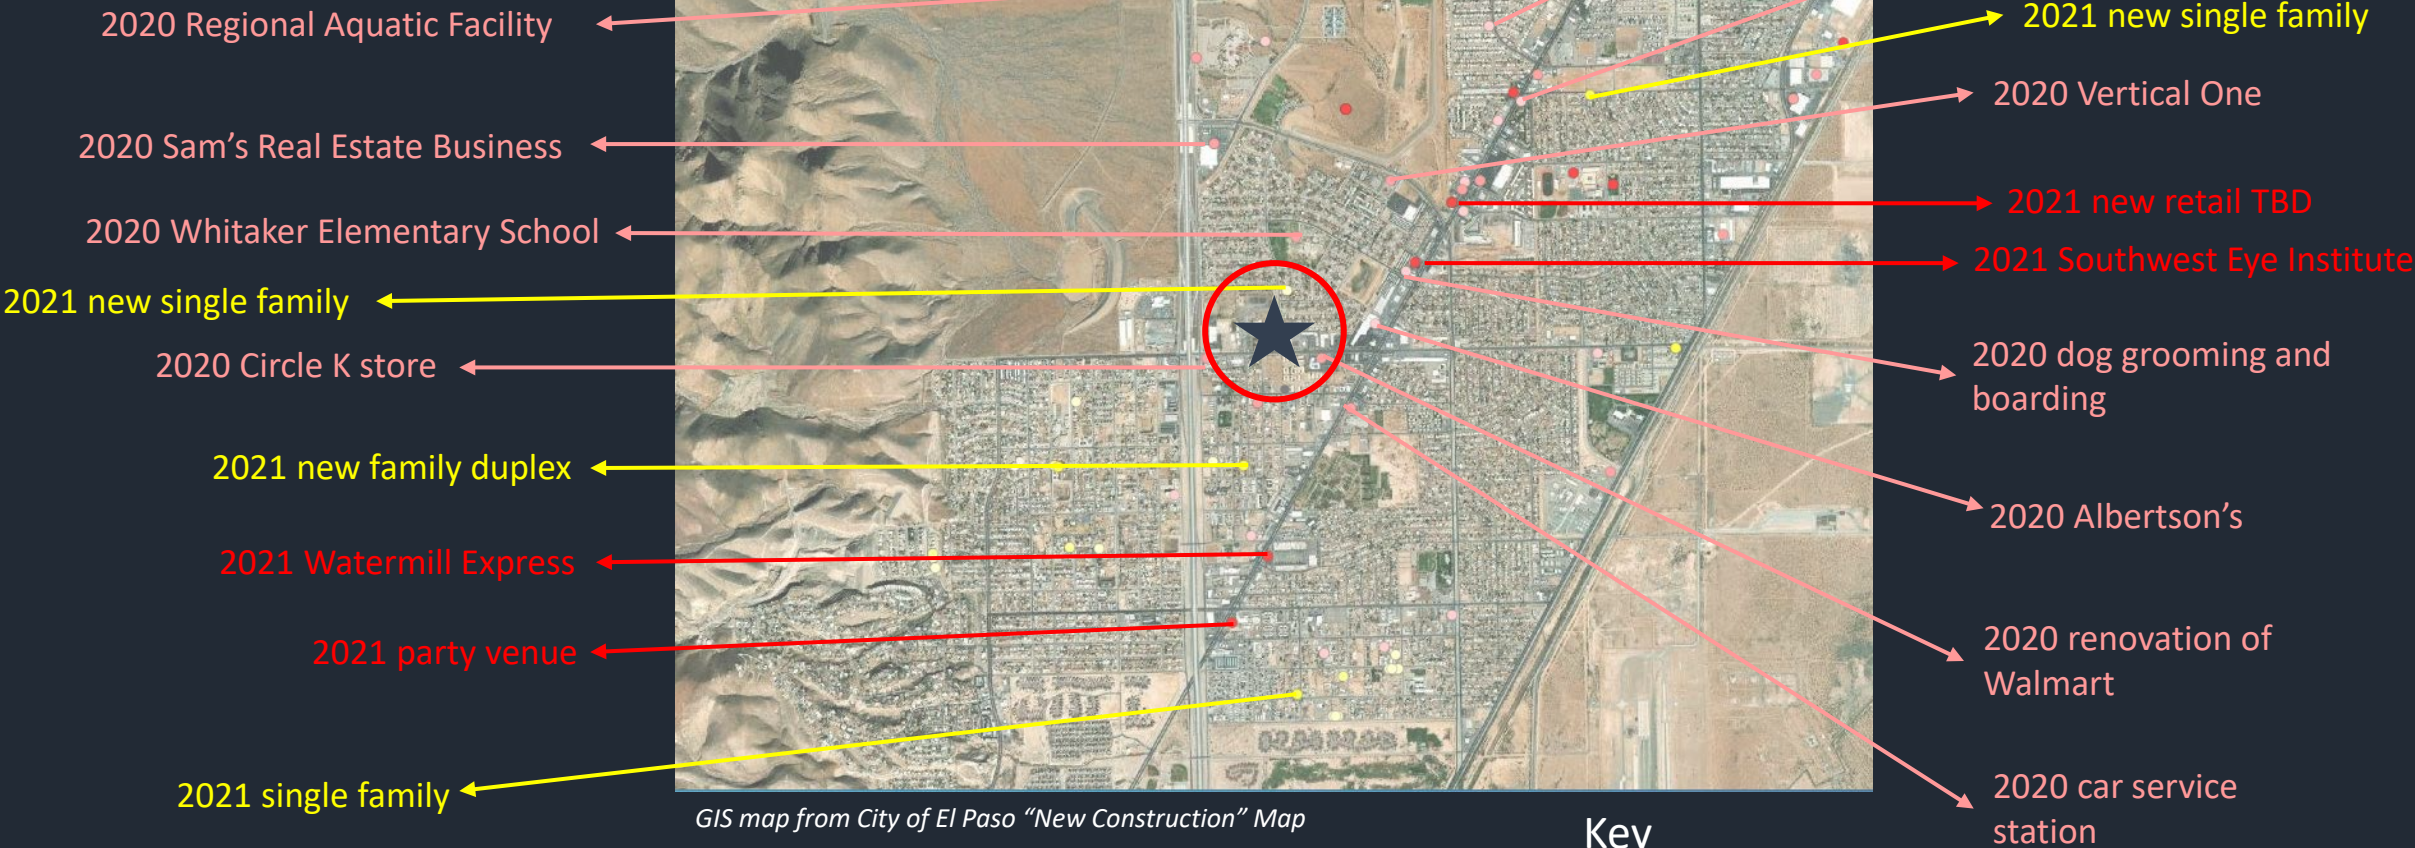 2020 Regional Aquatic Facility
2020 Sam's Real Estate Business
2020 Whitaker Elementary School
2021 new single family
2020 Circle K store
2021 new family duplex
2021 Watermill Express
2021 party venue
2021 single family
2021 new single family
2020 Vertical One
2021 new retail TBD
2021 Southwest Eye Institute
2020 dog grooming and
boarding
2020 Albertson's
2020 renovation of
Walmart
2020 car service
station
GIS map from City of El Paso “New Construction” Map
Key